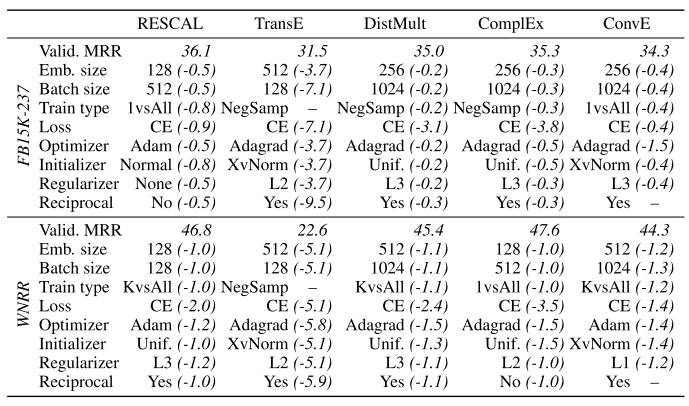 RESCAL TransE DistMult ComplEx ConvE
FB15K-237
Valid. MRR 36.1 31.5 35.0 35.3 34.3
Emb. size 128 (-0.5) 512 (-3.7) 256 (-0.2) 256 (-0.3) 256 (-0.4)
Batch size 512 (-0.5) 128 (-7.1) 1024 (-0.2) 1024 (-0.3) 1024 (-0.4)
Train type 1vsAll (-0.8) NegSamp – NegSamp (-0.2) NegSamp (-0.3) 1vsAll (-0.4)
Loss CE (-0.9) CE (-7.1) CE (-3.1) CE (-3.8) CE (-0.4)
Optimizer Adam (-0.5) Adagrad (-3.7) Adagrad (-0.2) Adagrad (-0.5) Adagrad (-1.5)
Initializer Normal (-0.8) XvNorm (-3.7) Unif. (-0.2) Unif. (-0.5) XvNorm (-0.4)
Regularizer None (-0.5) L2 (-3.7) L3 (-0.2) L3 (-0.3) L3 (-0.4)
Reciprocal No (-0.5) Yes (-9.5) Yes (-0.3) Yes (-0.3) Yes –
WNRR
Valid. MRR 46.8 22.6 45.4 47.6 44.3
Emb. size 128 (-1.0) 512 (-5.1) 512 (-1.1) 128 (-1.0) 512 (-1.2)
Batch size 128 (-1.0) 128 (-5.1) 1024 (-1.1) 512 (-1.0) 1024 (-1.3)
Train type KvsAll (-1.0) NegSamp – KvsAll (-1.1) 1vsAll (-1.0) KvsAll (-1.2)
Loss CE (-2.0) CE (-5.1) CE (-2.4) CE (-3.5) CE (-1.4)
Optimizer Adam (-1.2) Adagrad (-5.8) Adagrad (-1.5) Adagrad (-1.5) Adam (-1.4)
Initializer Unif. (-1.0) XvNorm (-5.1) Unif. (-1.3) Unif. (-1.5) XvNorm (-1.4)
Regularizer L3 (-1.2) L2 (-5.1) L3 (-1.1) L2 (-1.0) L1 (-1.2)
Reciprocal Yes (-1.0) Yes (-5.9) Yes (-1.1) No (-1.0) Yes –